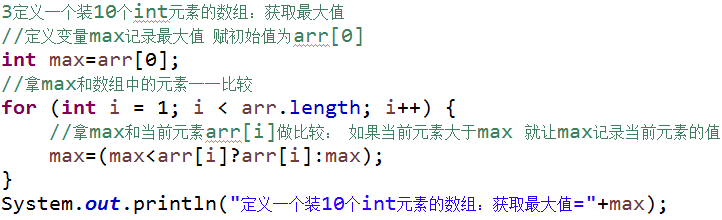 3定义一个装10个int元素的数组：获取最大值
//定义变量max记录最大值 赋初始值为arr[0]
int max=arr[0];
//拿max和数组中的元素一一比较
for (int i = 1; i < arr.length; i++) {
//拿max和当前元素arr[i]做比较： 如果当前元素大于max 就让max记录当前元素的值
max=(max<arr[i]?arr[i]:max);
}
System.out.println("定义一个装10个int元素的数组：获取最大值="+max);